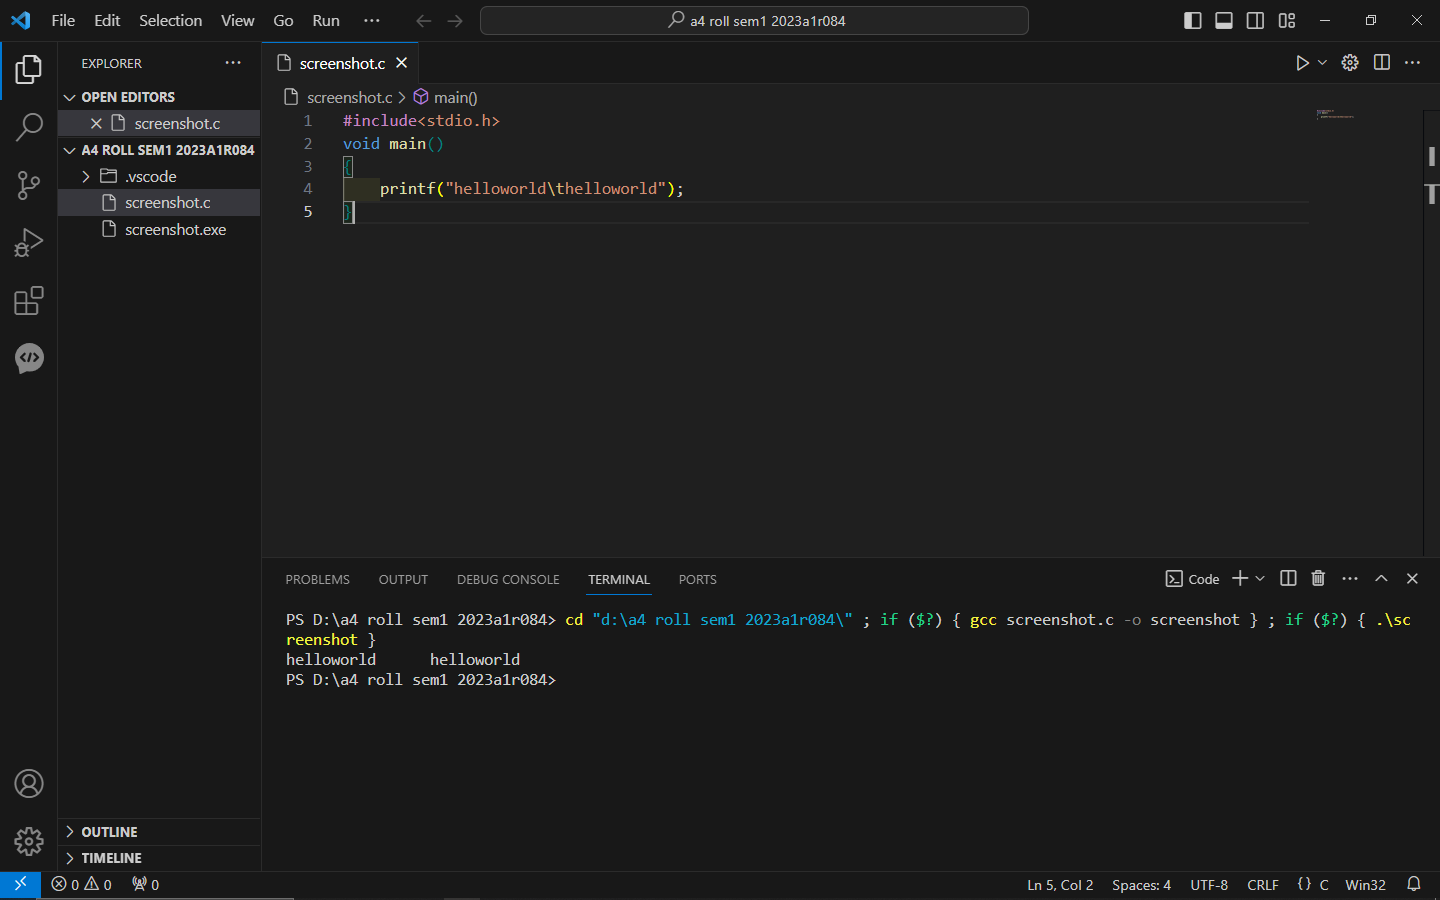 File Edit Selection View Go Run ···
a4 roll sem1 2023a1r084
EXPLORER
OPEN EDITORS
screenshot.c
A4 ROLL SEM1 2023A1R084
.vscode
screenshot.c
screenshot.exe
OUTLINE
TIMELINE
screenshot.c
screenshot.c > main()
1 #include<stdio.h>
2 void main()
3 {
4     printf("helloworld\thelloworld");
5 }
PROBLEMS OUTPUT DEBUG CONSOLE TERMINAL PORTS
Code
PS D:\a4 roll sem1 2023a1r084> cd "d:\a4 roll sem1 2023a1r084\" ; if ($?) { gcc screenshot.c -o screenshot } ; if ($?) { .\sc
reenshot }
helloworld      helloworld
PS D:\a4 roll sem1 2023a1r084>
0 0 0
Ln 5, Col 2 Spaces: 4 UTF-8 CRLF {} C Win32